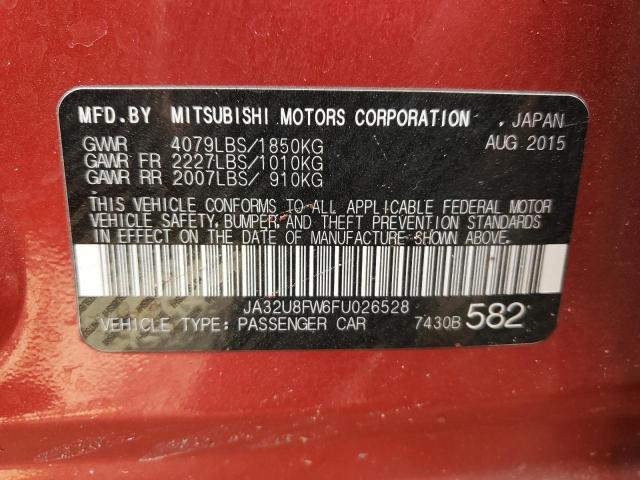 MFD.BY MITSUBISHI MOTORS CORPORATION . JAPAN
GVWR 4079LBS/1850KG AUG 2015
GAWR FR 2227LBS/1010KG
GAWR RR 2007LBS/ 910KG
THIS VEHICLE CONFORMS TO ALL APPLICABLE FEDERAL MOTOR
VEHICLE SAFETY, BUMPER, AND THEFT PREVENTION STANDARDS
IN EFFECT ON THE DATE OF MANUFACTURE SHOWN ABOVE.
JA32U8FW6FU026528
VEHICLE TYPE: PASSENGER CAR 7430B 582